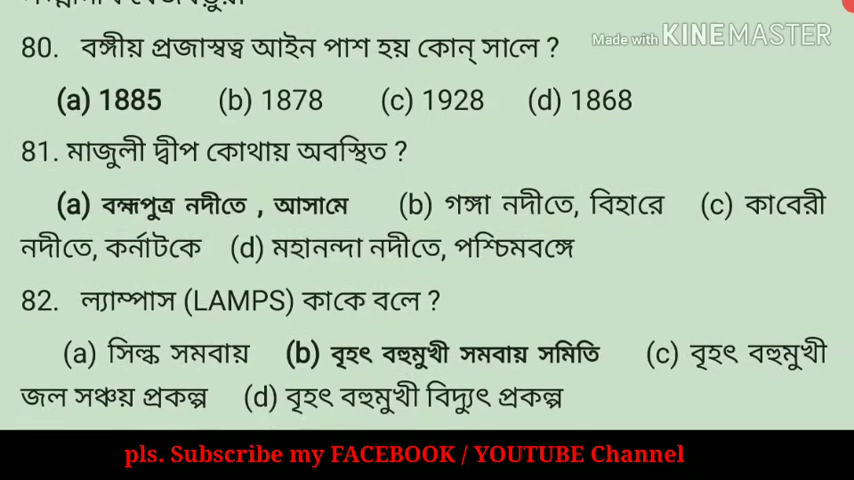 80. বঙ্গীয় প্রজাস্বত্ব আইন পাশ হয় কোন্ সালে ?
Made with KINEMASTER
(a) 1885 (b) 1878 (c) 1928 (d) 1868
81. মাজুলী দ্বীপ কোথায় অবস্থিত ?
(a) বহ্মপুত্র নদীতে , আসামে (b) গঙ্গা নদীতে, বিহারে (c) কাবেরী
নদীতে, কর্নাটকে (d) মহানন্দা নদীতে, পশ্চিমবঙ্গে
82. ল্যাম্পাস (LAMPS) কাকে বলে ?
(a) সিল্ক সমবায় (b) বৃহৎ বহুমুখী সমবায় সমিতি (c) বৃহৎ বহুমুখী
জল সঞ্চয় প্রকল্প (d) বৃহৎ বহুমুখী বিদ্যুৎ প্রকল্প
pls. Subscribe my FACEBOOK / YOUTUBE Channel